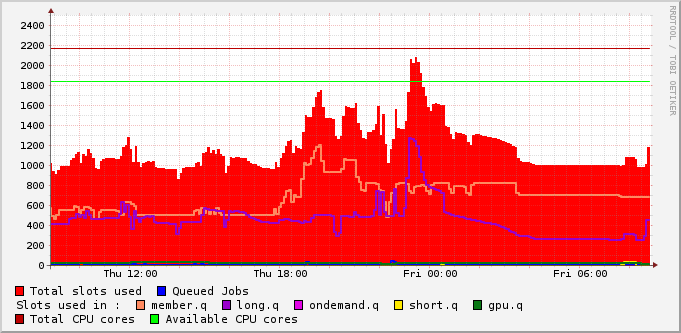 2400
2200
2000
1800
1600
1400
1200
1000
800
600
400
200
0
Thu 12:00 Thu 18:00 Fri 00:00 Fri 06:00
RRDTOOL / TOBI OETIKER
Total slots used Queued Jobs
Slots used in : member.q long.q ondemand.q short.q gpu.q
Total CPU cores Available CPU cores